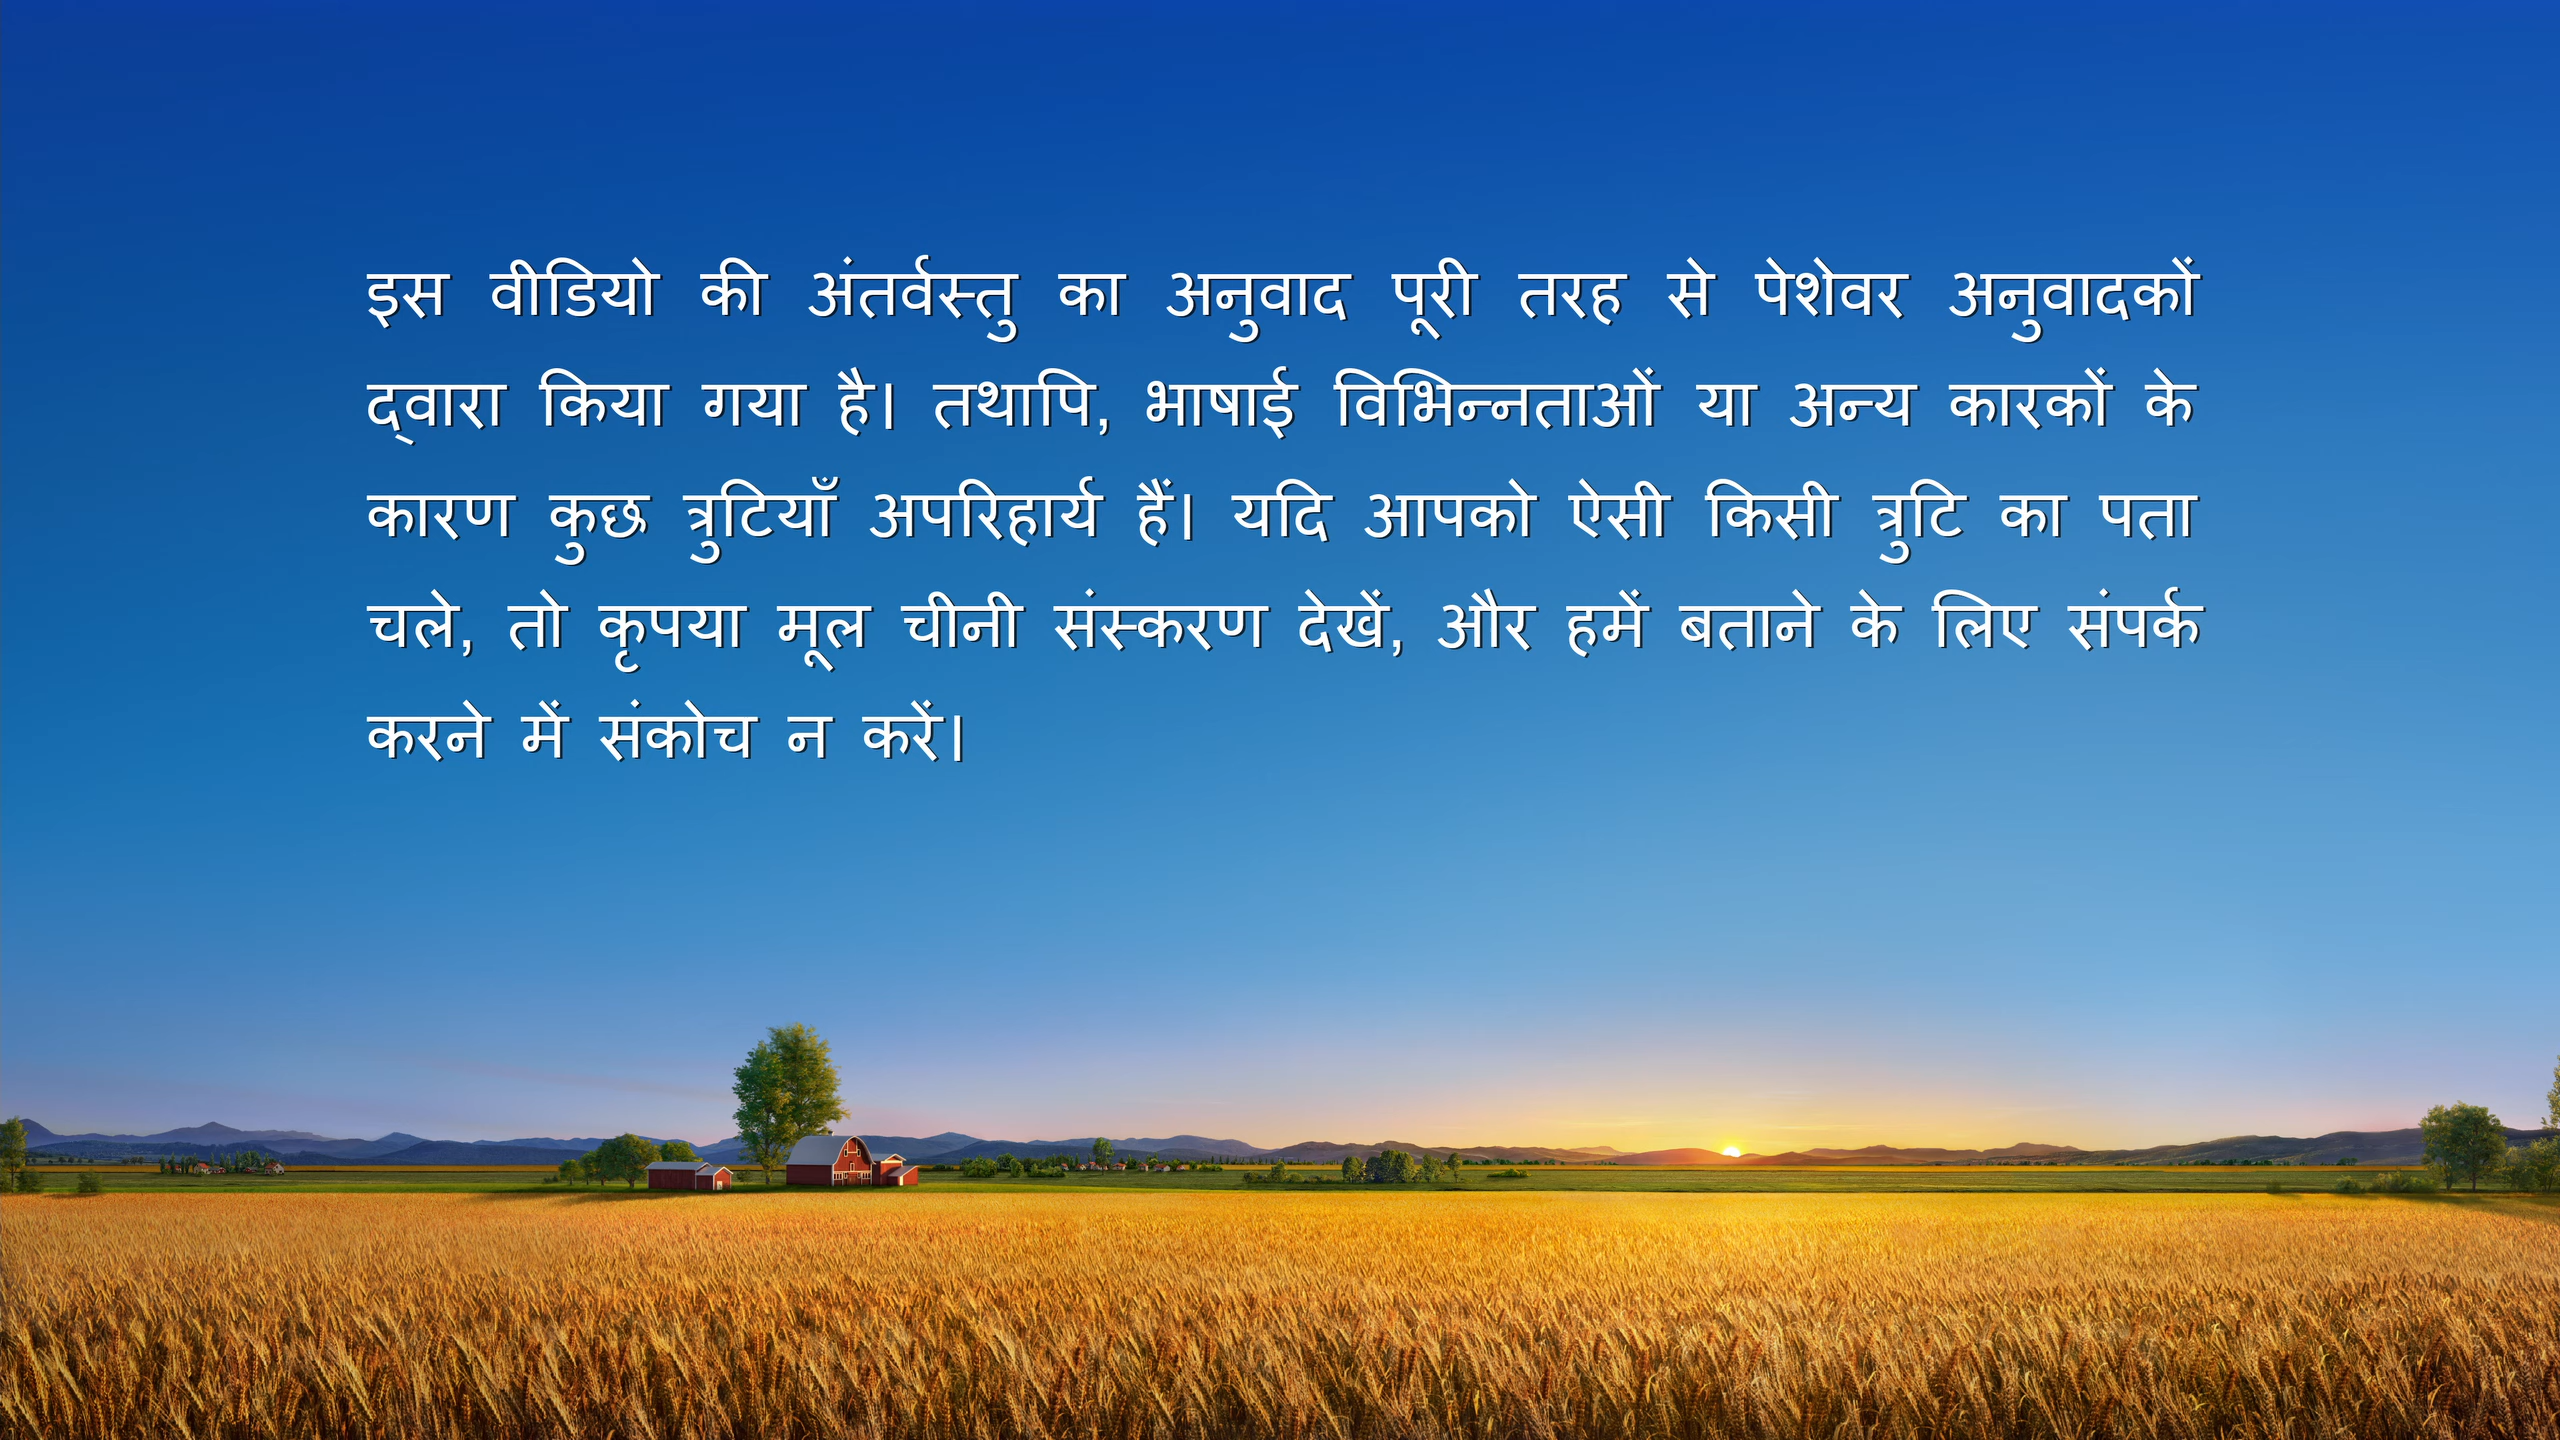 इस वीडियो की अंतर्वस्तु का अनुवाद पूरी तरह से पेशेवर अनुवादकों
द्वारा किया गया है। तथापि, भाषाई विभिन्नताओं या अन्य कारकों के
कारण कुछ त्रुटियाँ अपरिहार्य हैं। यदि आपको ऐसी किसी त्रुटि का पता
चले, तो कृपया मूल चीनी संस्करण देखें, और हमें बताने के लिए संपर्क
करने में संकोच न करें।